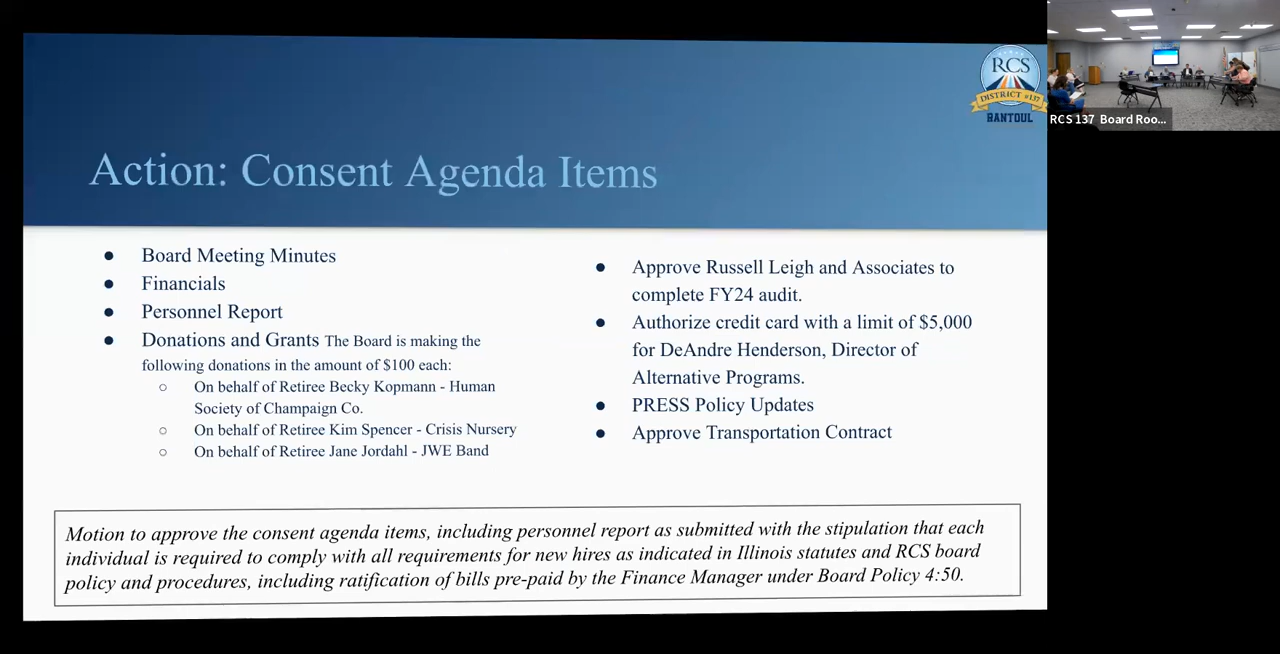 RCS
DISTRICT #137
RANTOUL
RCS 137 Board Roo...
Action: Consent Agenda Items
● Board Meeting Minutes
● Financials
● Personnel Report
● Donations and Grants The Board is making the
following donations in the amount of $100 each:
○ On behalf of Retiree Becky Kopmann - Human
Society of Champaign Co.
○ On behalf of Retiree Kim Spencer - Crisis Nursery
○ On behalf of Retiree Jane Jordahl - JWE Band
● Approve Russell Leigh and Associates to
complete FY24 audit.
● Authorize credit card with a limit of $5,000
for DeAndre Henderson, Director of
Alternative Programs.
● PRESS Policy Updates
● Approve Transportation Contract
Motion to approve the consent agenda items, including personnel report as submitted with the stipulation that each
individual is required to comply with all requirements for new hires as indicated in Illinois statutes and RCS board
policy and procedures, including ratification of bills pre-paid by the Finance Manager under Board Policy 4:50.